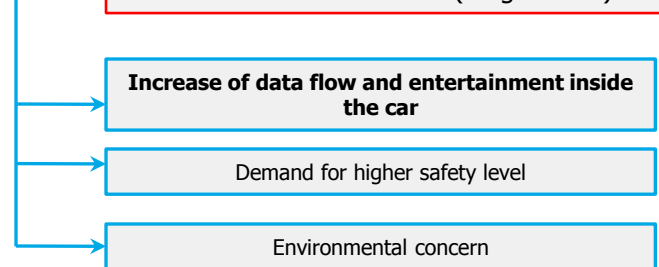 Increase of data flow and entertainment inside
the car
Demand for higher safety level
Environmental concern